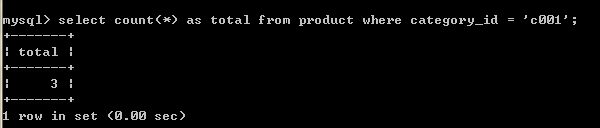 mysql> select count(*) as total from product where category_id = 'c001';
+-------+
| total |
+-------+
|     3 |
+-------+
1 row in set (0.00 sec)